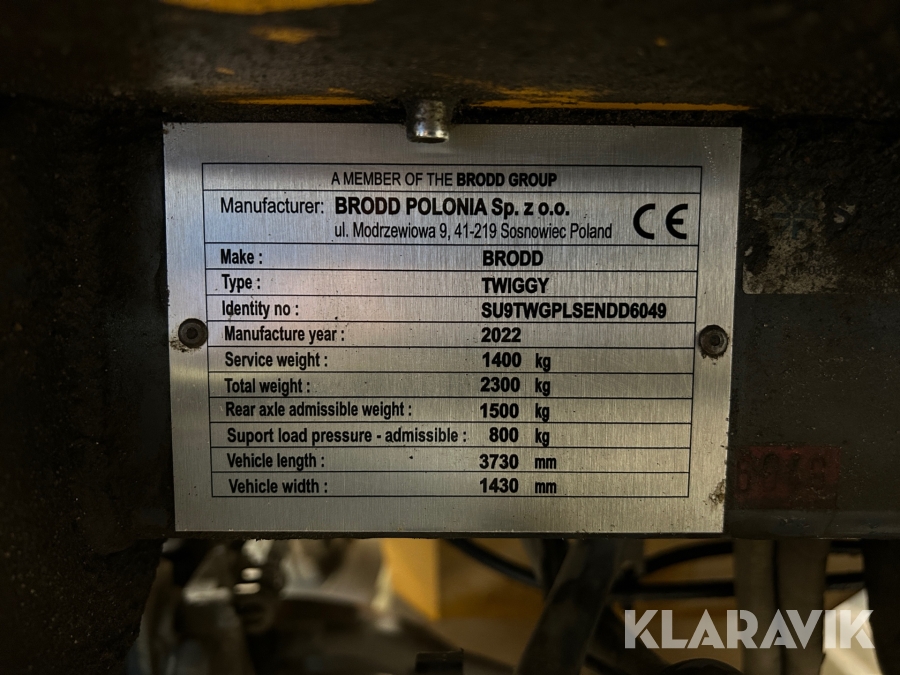 A MEMBER OF THE BRODD GROUP
Manufacturer: BRODD POLONIA Sp. z o.o.
ul. Modrzewiowa 9, 41-219 Sosnowiec Poland
CE
Make : BRODD
Type : TWIGGY
Identity no : SU9TWGPLSENDD6049
Manufacture year : 2022
Service weight : 1400 kg
Total weight : 2300 kg
Rear axle admissible weight : 1500 kg
Suport load pressure - admissible : 800 kg
Vehicle length : 3730 mm
Vehicle width : 1430 mm
KLARAVIK